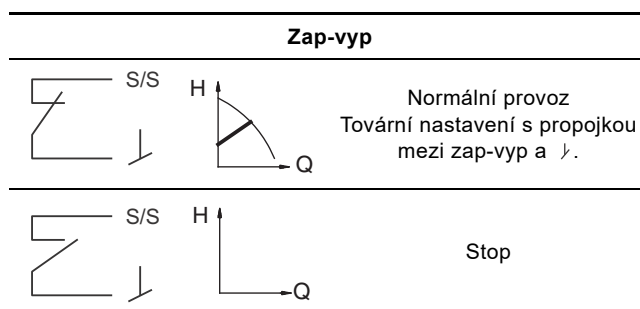 Zap-vyp
S/S
H
Q
Normální provoz
Tovární nastavení s propojkou
mezi zap-vyp a .
S/S
H
Q
Stop